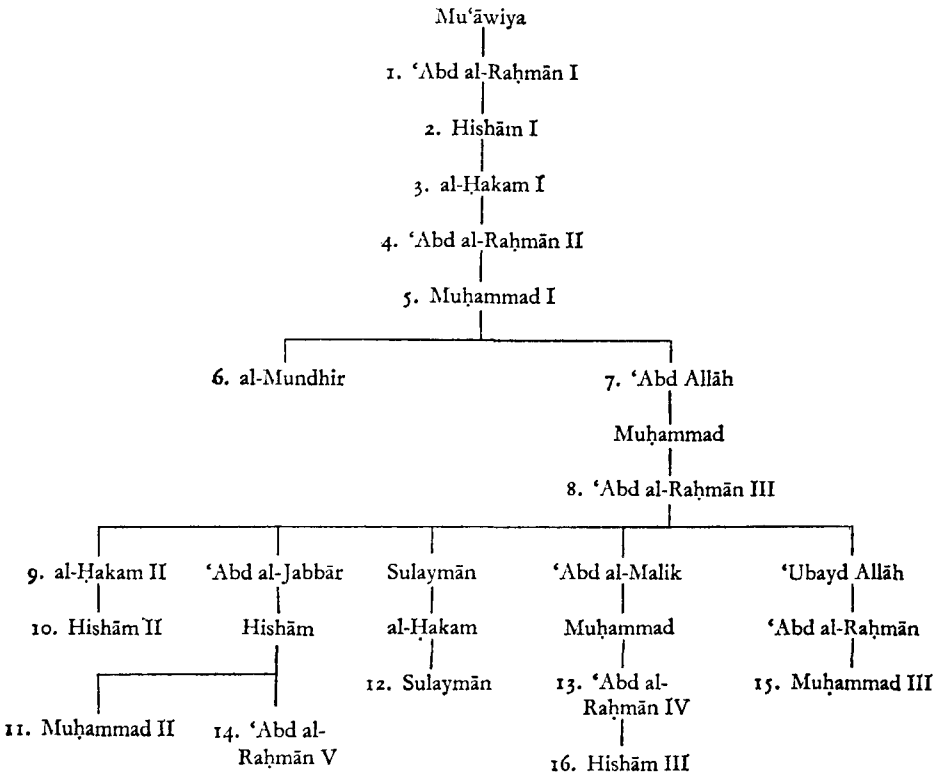 Mu‘āwiya
1. ‘Abd al-Raḥmān I
2. Hishām I
3. al-Ḥakam I
4. ‘Abd al-Raḥmān II
5. Muḥammad I
6. al-Mundhir
7. ‘Abd Allāh
Muḥammad
8. ‘Abd al-Raḥmān III
9. al-Ḥakam II
‘Abd al-Jabbār
Sulaymān
‘Abd al-Malik
‘Ubayd Allāh
10. Hishām II
Hishām
al-Ḥakam
Muḥammad
‘Abd al-Raḥmān
12. Sulaymān
13. ‘Abd al-
Raḥmān IV
15. Muḥammad III
11. Muḥammad II
14. ‘Abd al-
Raḥmān V
16. Hishām III